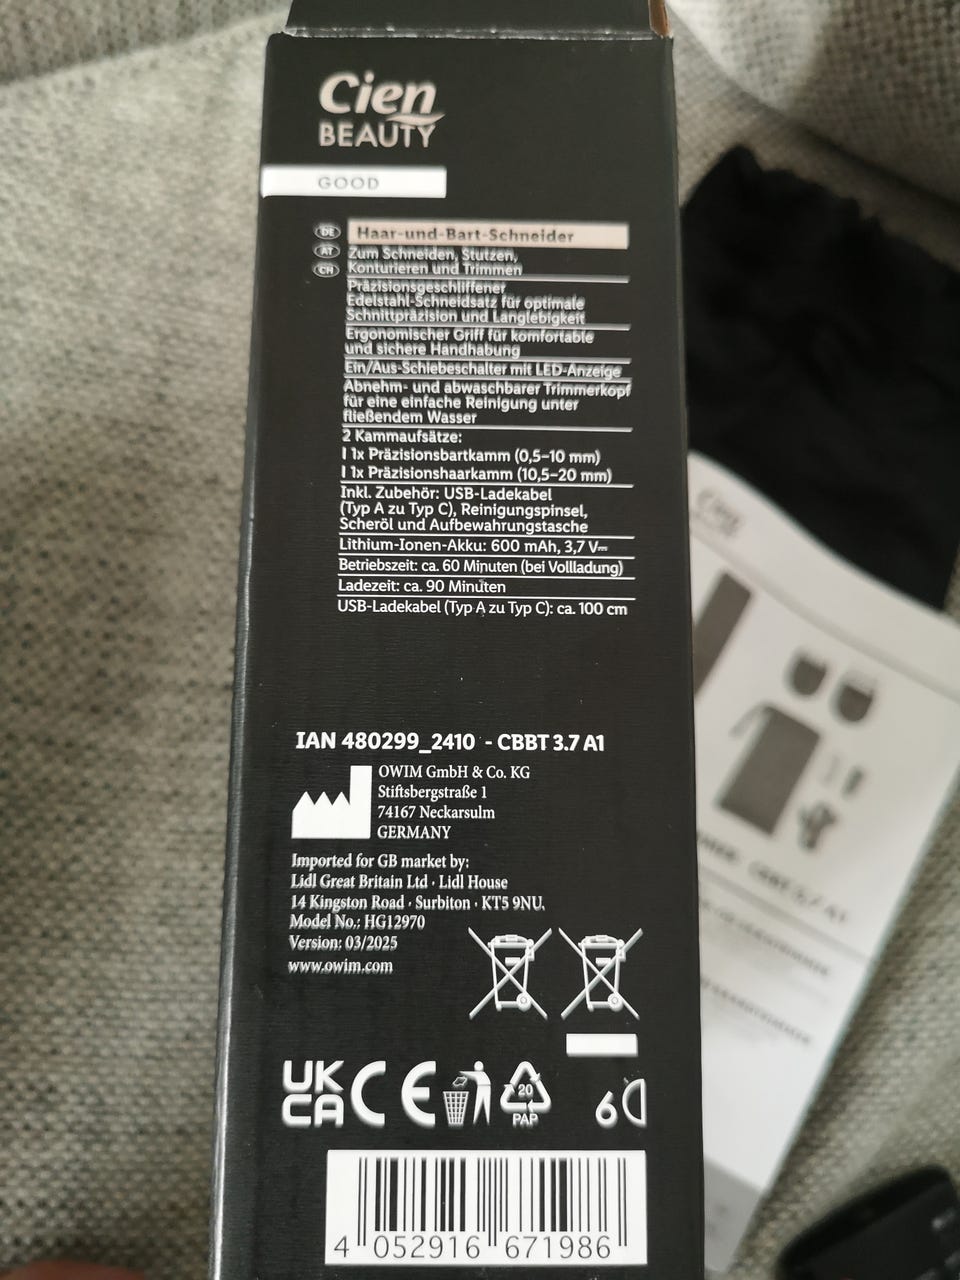 Cien
BEAUTY
GOOD
DE
AT
CH
Haar-und-Bart-Schneider
Zum Schneiden, Stutzen,
Konturieren und Trimmen
Präzisionsgeschliffener
Edelstahl-Schneidsatz für optimale
Schnittpräzision und Langlebigkeit
Ergonomischer Griff für komfortable
und sichere Handhabung
Ein/Aus-Schiebeschalter mit LED-Anzeige
Abnehm- und abwaschbarer Trimmerkopf
für eine einfache Reinigung unter
fließendem Wasser
2 Kammaufsätze:
I 1x Präzisionsbartkamm (0,5–10 mm)
I 1x Präzisionshaarkamm (10,5–20 mm)
Inkl. Zubehör: USB-Ladekabel
(Typ A zu Typ C), Reinigungspinsel,
Scheröl und Aufbewahrungstasche
Lithium-Ionen-Akku: 600 mAh, 3,7 V⎓
Betriebszeit: ca. 60 Minuten (bei Vollladung)
Ladezeit: ca. 90 Minuten
USB-Ladekabel (Typ A zu Typ C): ca. 100 cm
IAN 480299_2410 - CBBT 3.7 A1
OWIM GmbH & Co. KG
Stiftsbergstraße 1
74167 Neckarsulm
GERMANY
Imported for GB market by:
Lidl Great Britain Ltd · Lidl House
14 Kingston Road · Surbiton · KT5 9NU.
Model No.: HG12970
Version: 03/2025
www.owim.com
UK
CA
CE
20
PAP
4 052916 671986
Cien
CBBT 3.7 A1